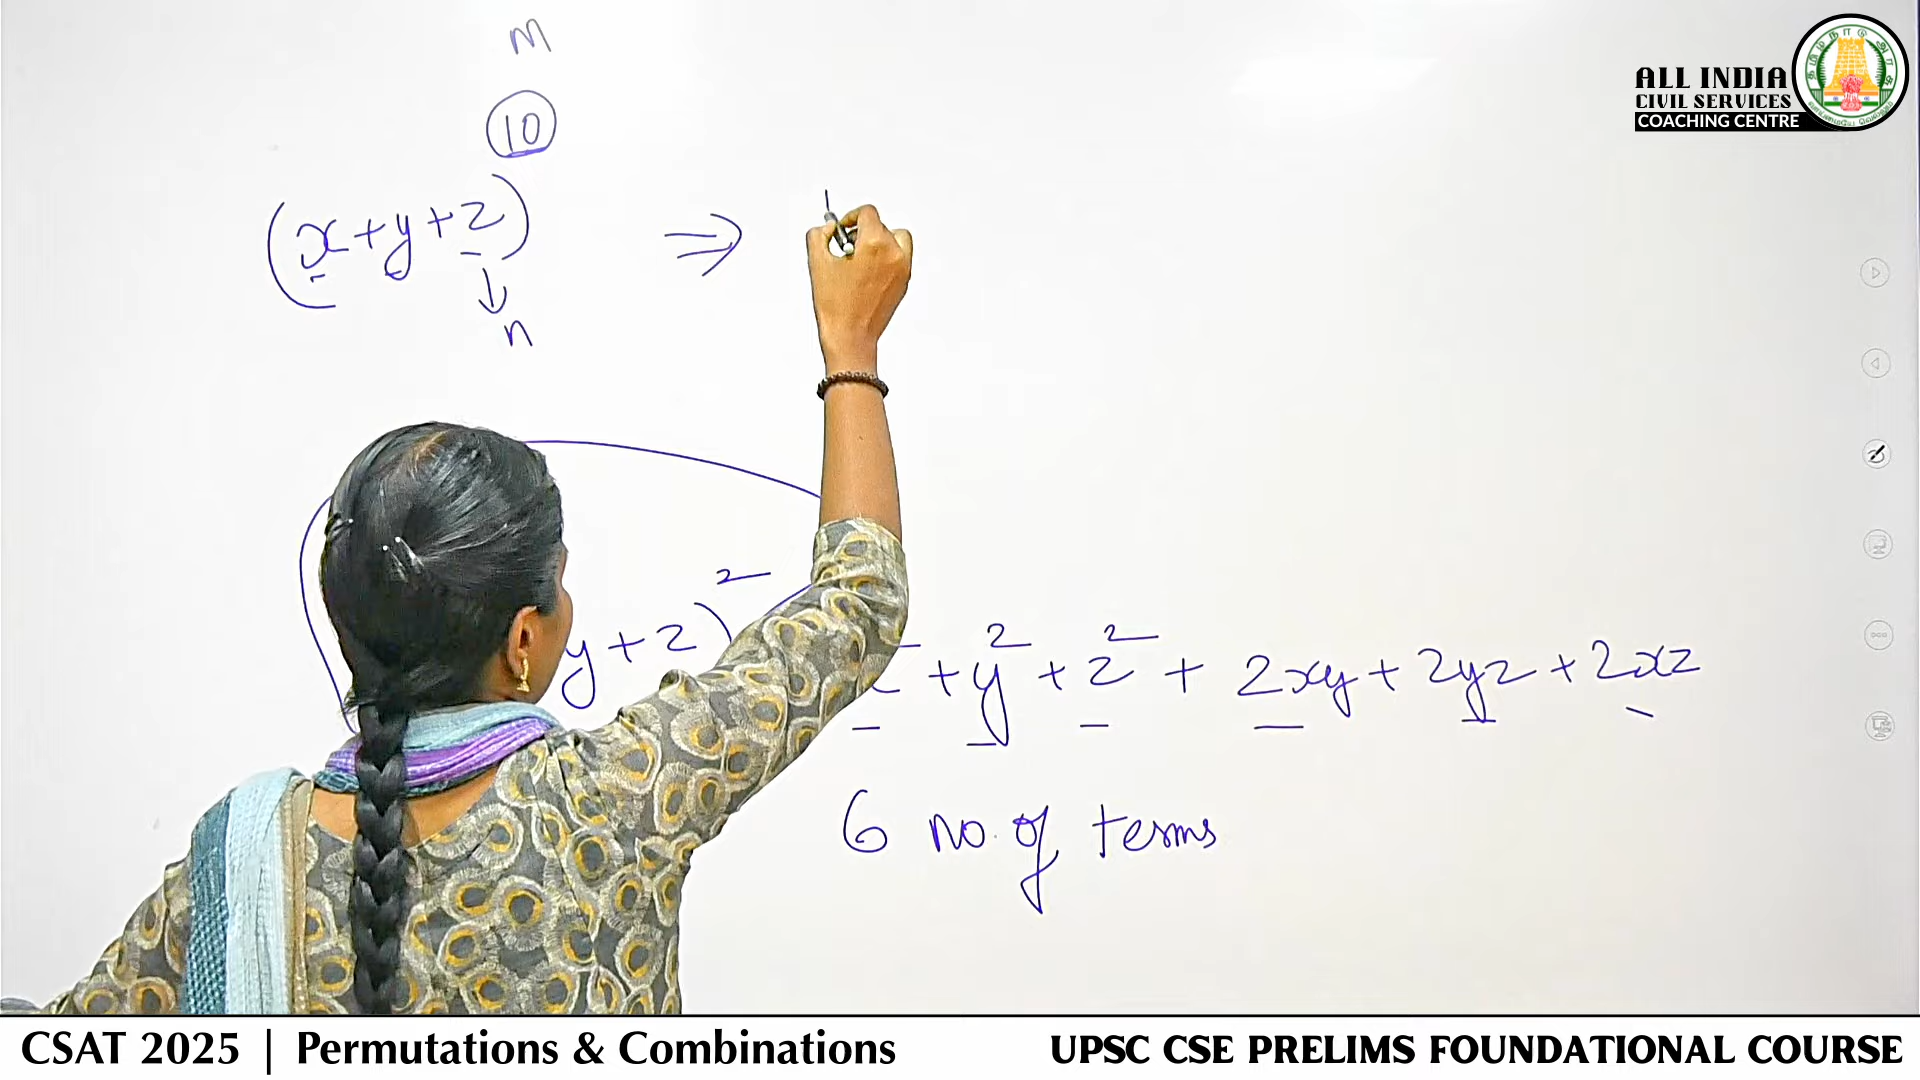 m
10
(x+y+z) ⇒
n
y+z)² + y² + z² + 2xy + 2yz + 2xz
6 no. of terms
ALL INDIA
CIVIL SERVICES
COACHING CENTRE
CSAT 2025 | Permutations & Combinations
UPSC CSE PRELIMS FOUNDATIONAL COURSE